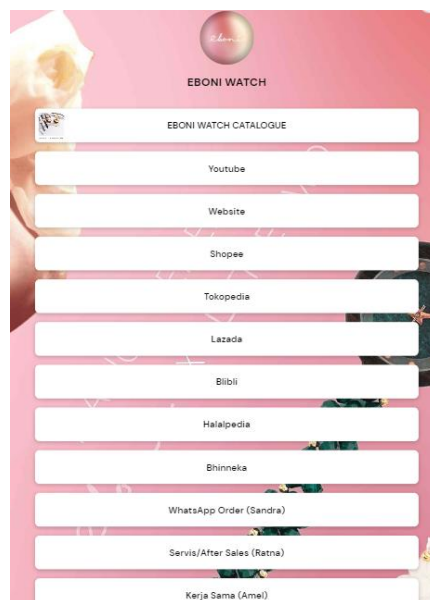 Eboni
EBONI WATCH
EBONI WATCH CATALOGUE
Youtube
Website
Shopee
Tokopedia
Lazada
Blibli
Halalpedia
Bhinneka
WhatsApp Order (Sandra)
Servis/After Sales (Ratna)
Kerja Sama (Amel)